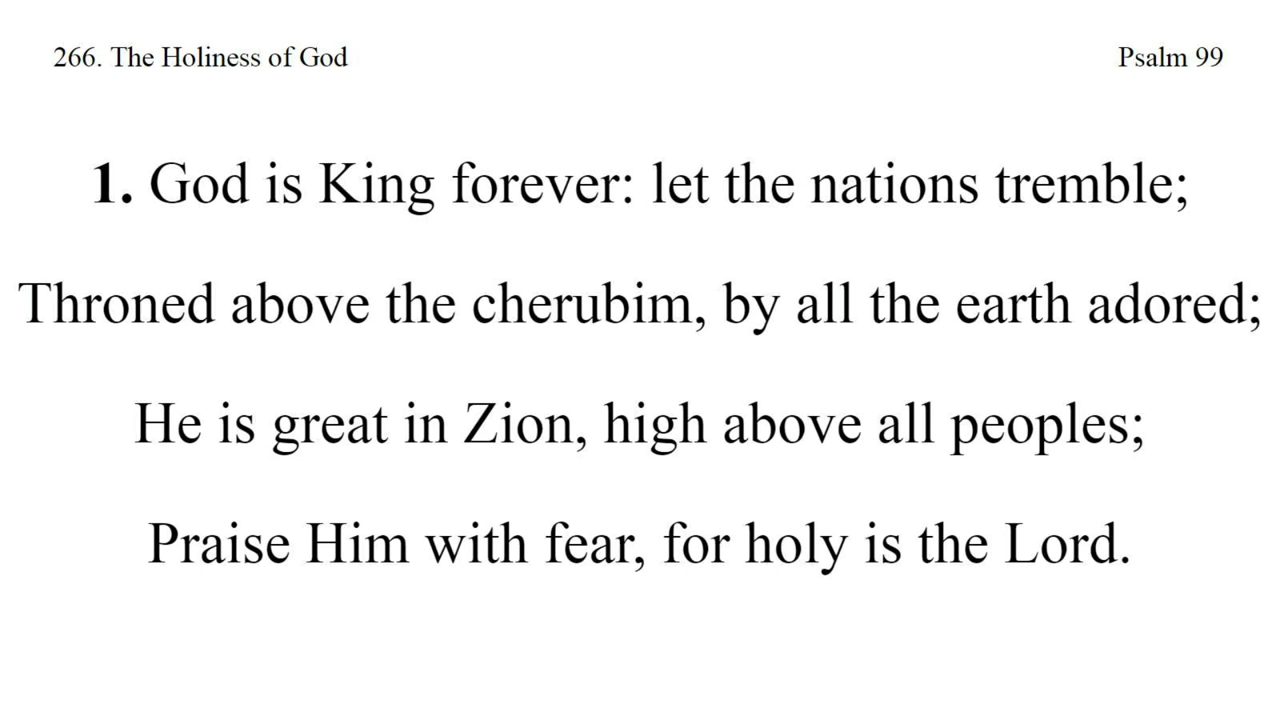 266. The Holiness of God
Psalm 99
1. God is King forever: let the nations tremble;
Throned above the cherubim, by all the earth adored;
He is great in Zion, high above all peoples;
Praise Him with fear, for holy is the Lord.